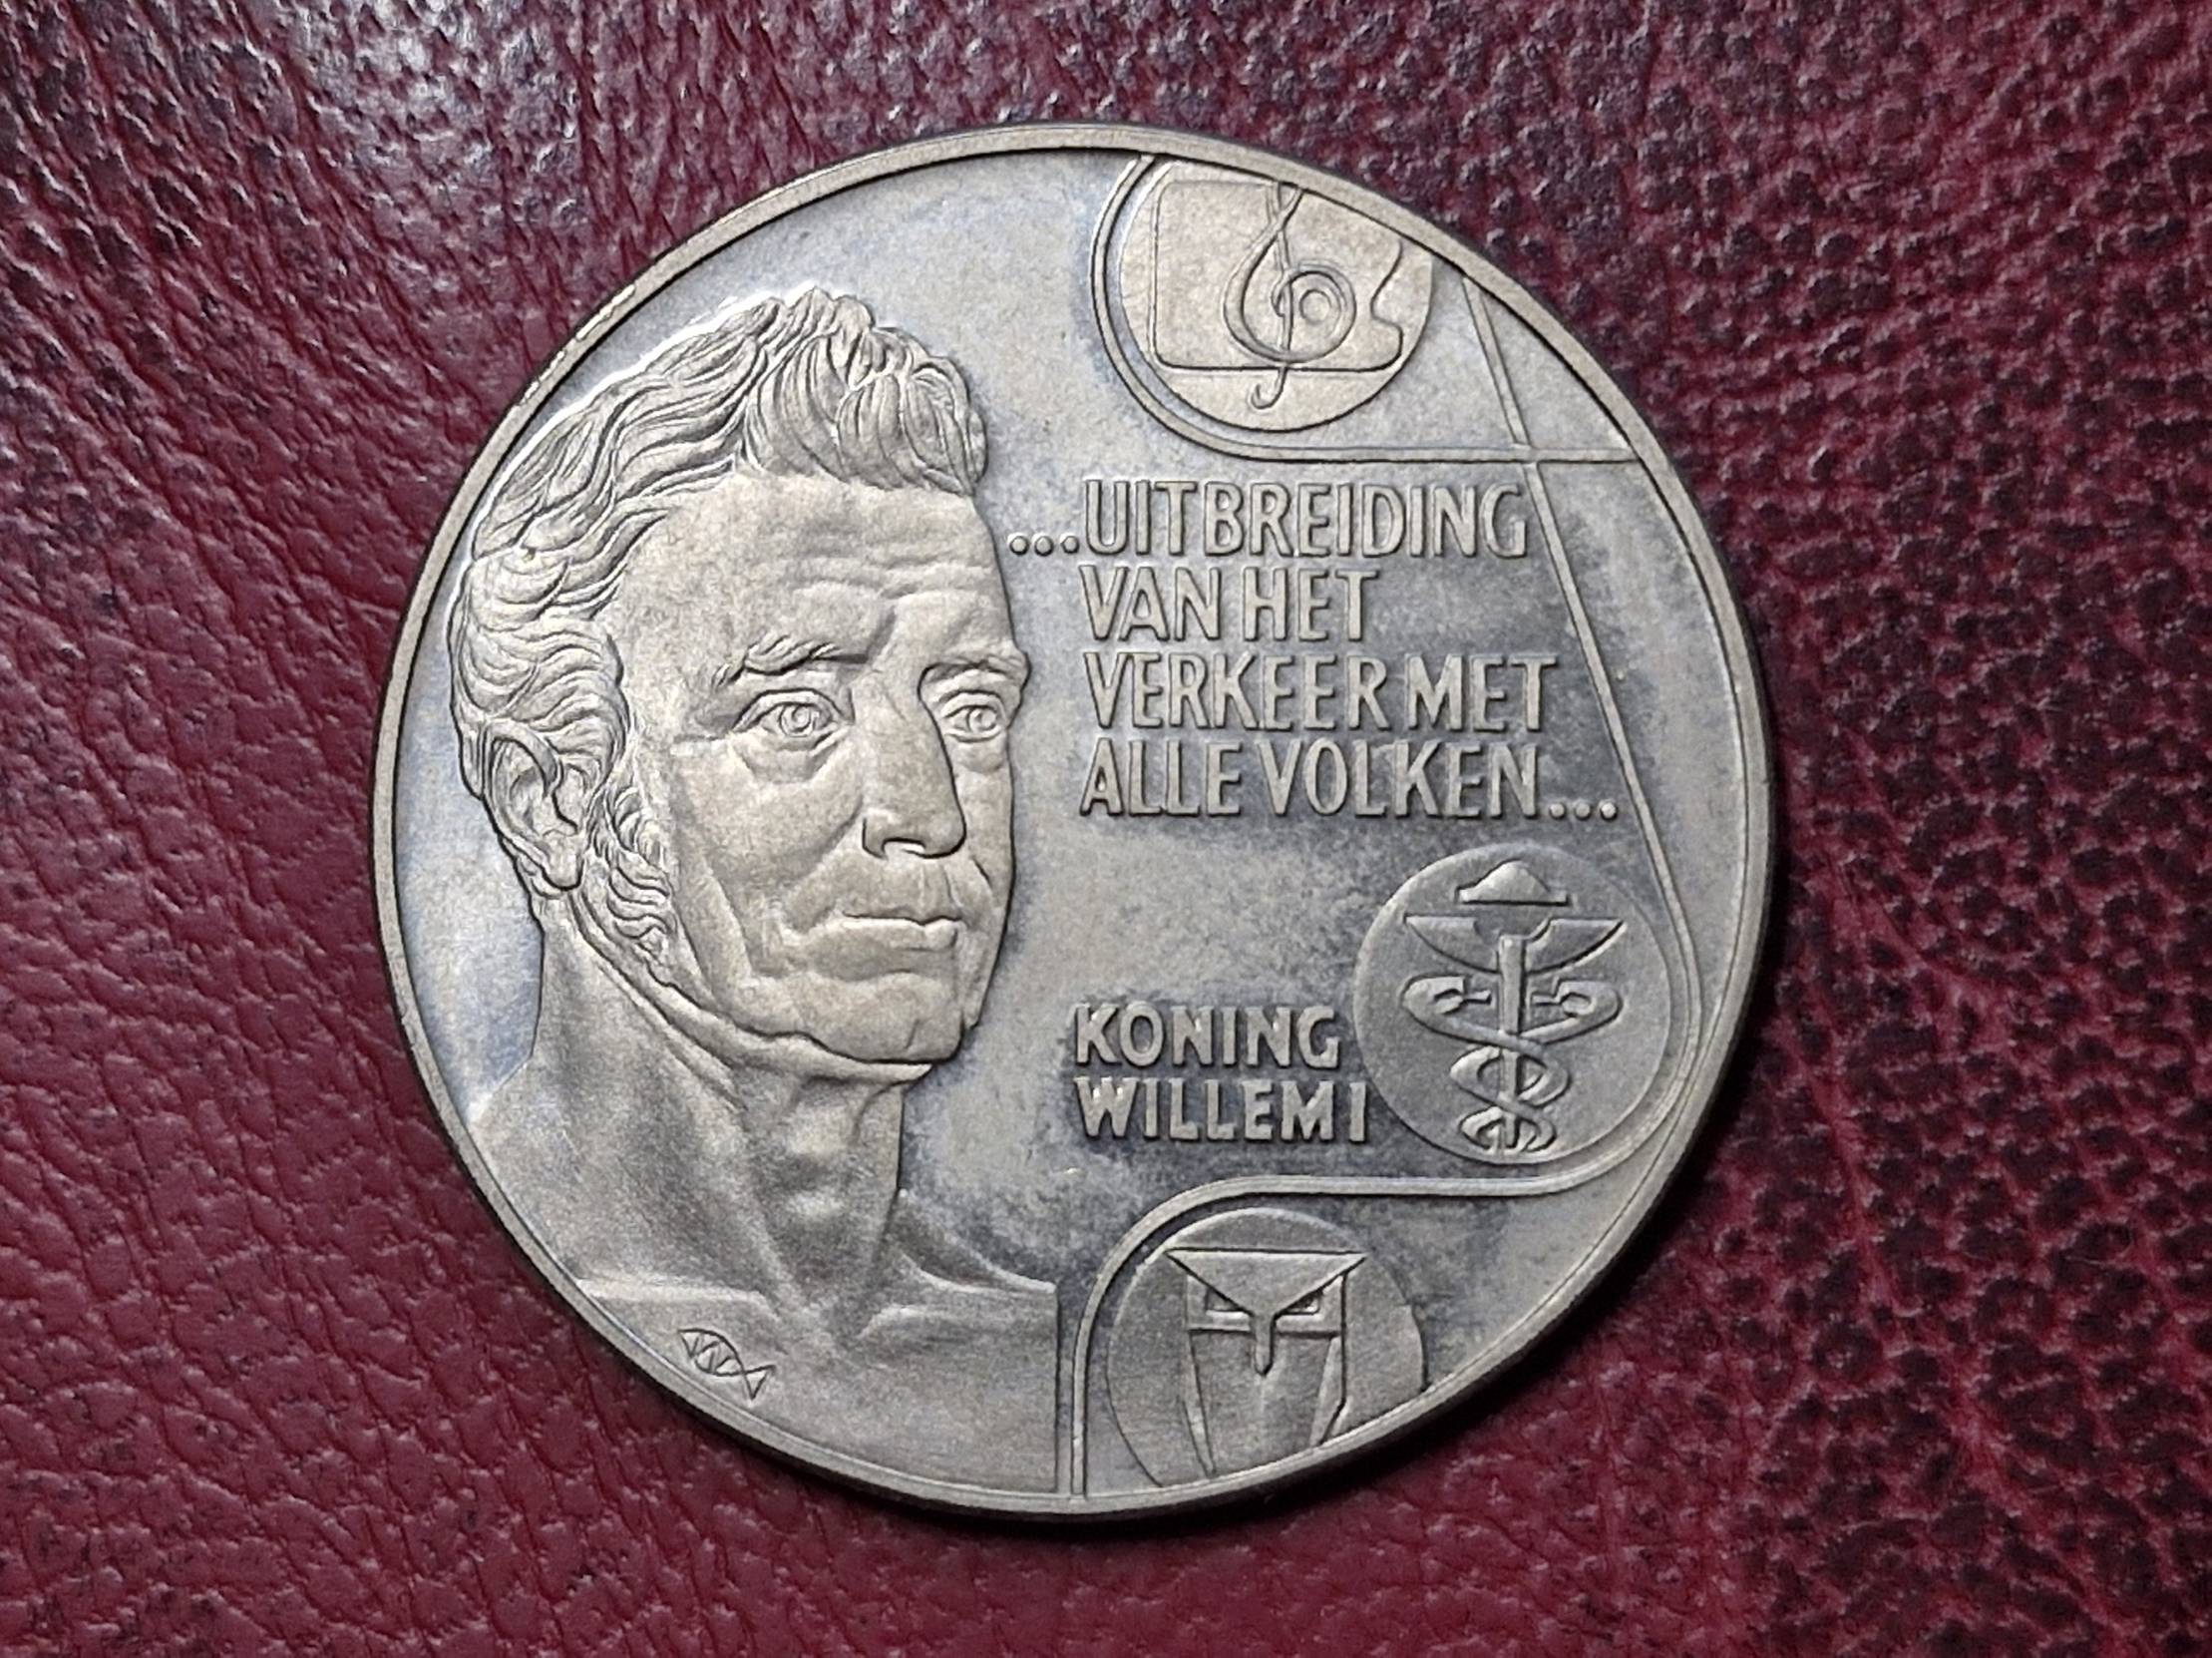 ...UITBREIDING
VAN HET
VERKEER MET
ALLE VOLKEN...
KONING
WILLEM I